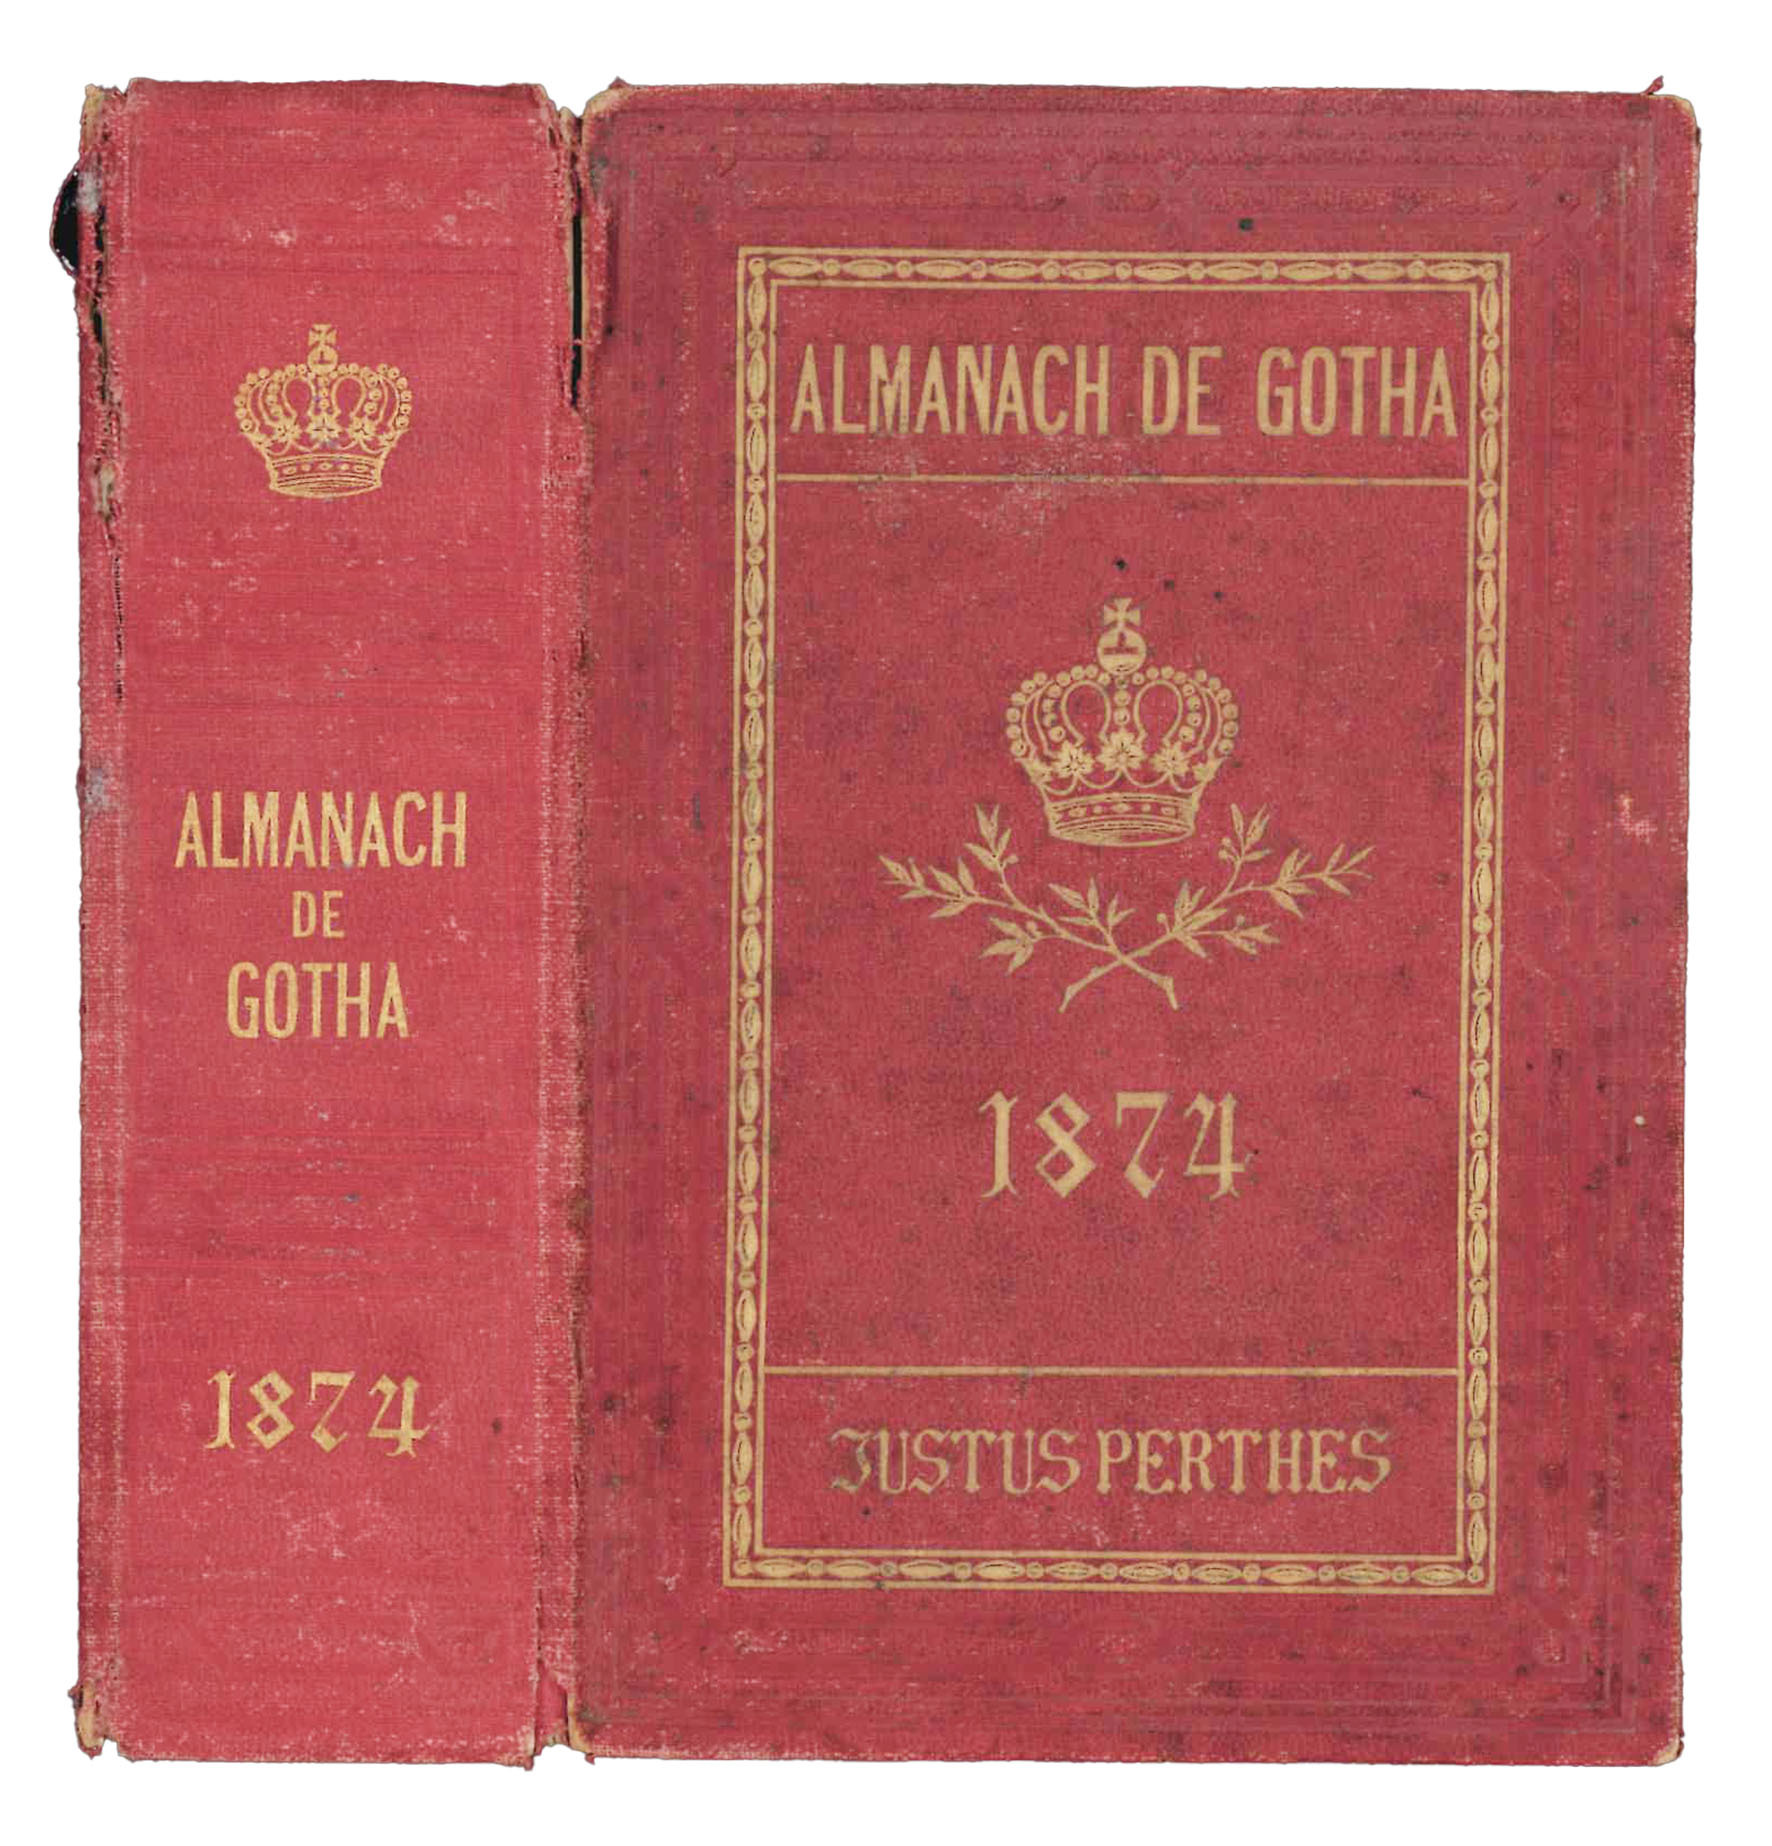 ALMANACH
DE
GOTHA
1874
ALMANACH DE GOTHA
1874
JUSTUS PERTHES